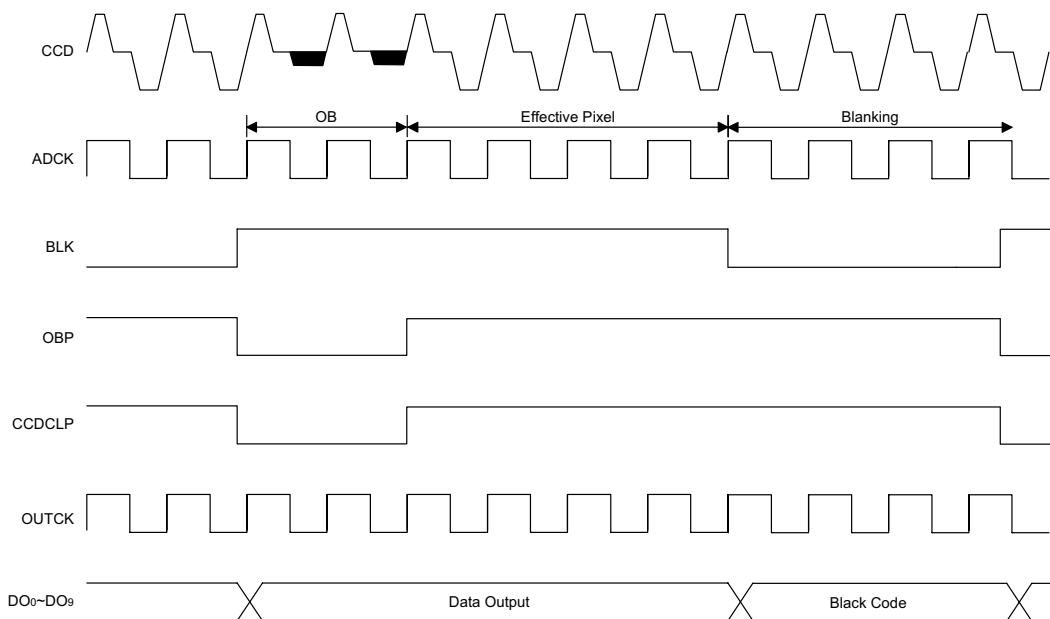 CCD
OB
Effective Pixel
Blanking
ADCK
BLK
OBP
CCDCLP
OUTCK
DO₀~DO₉
Data Output
Black Code